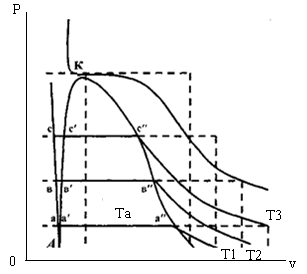 P
К
с с' с"
в в' в"
а а' Ta а"
А
T3
T1 T2
0 v